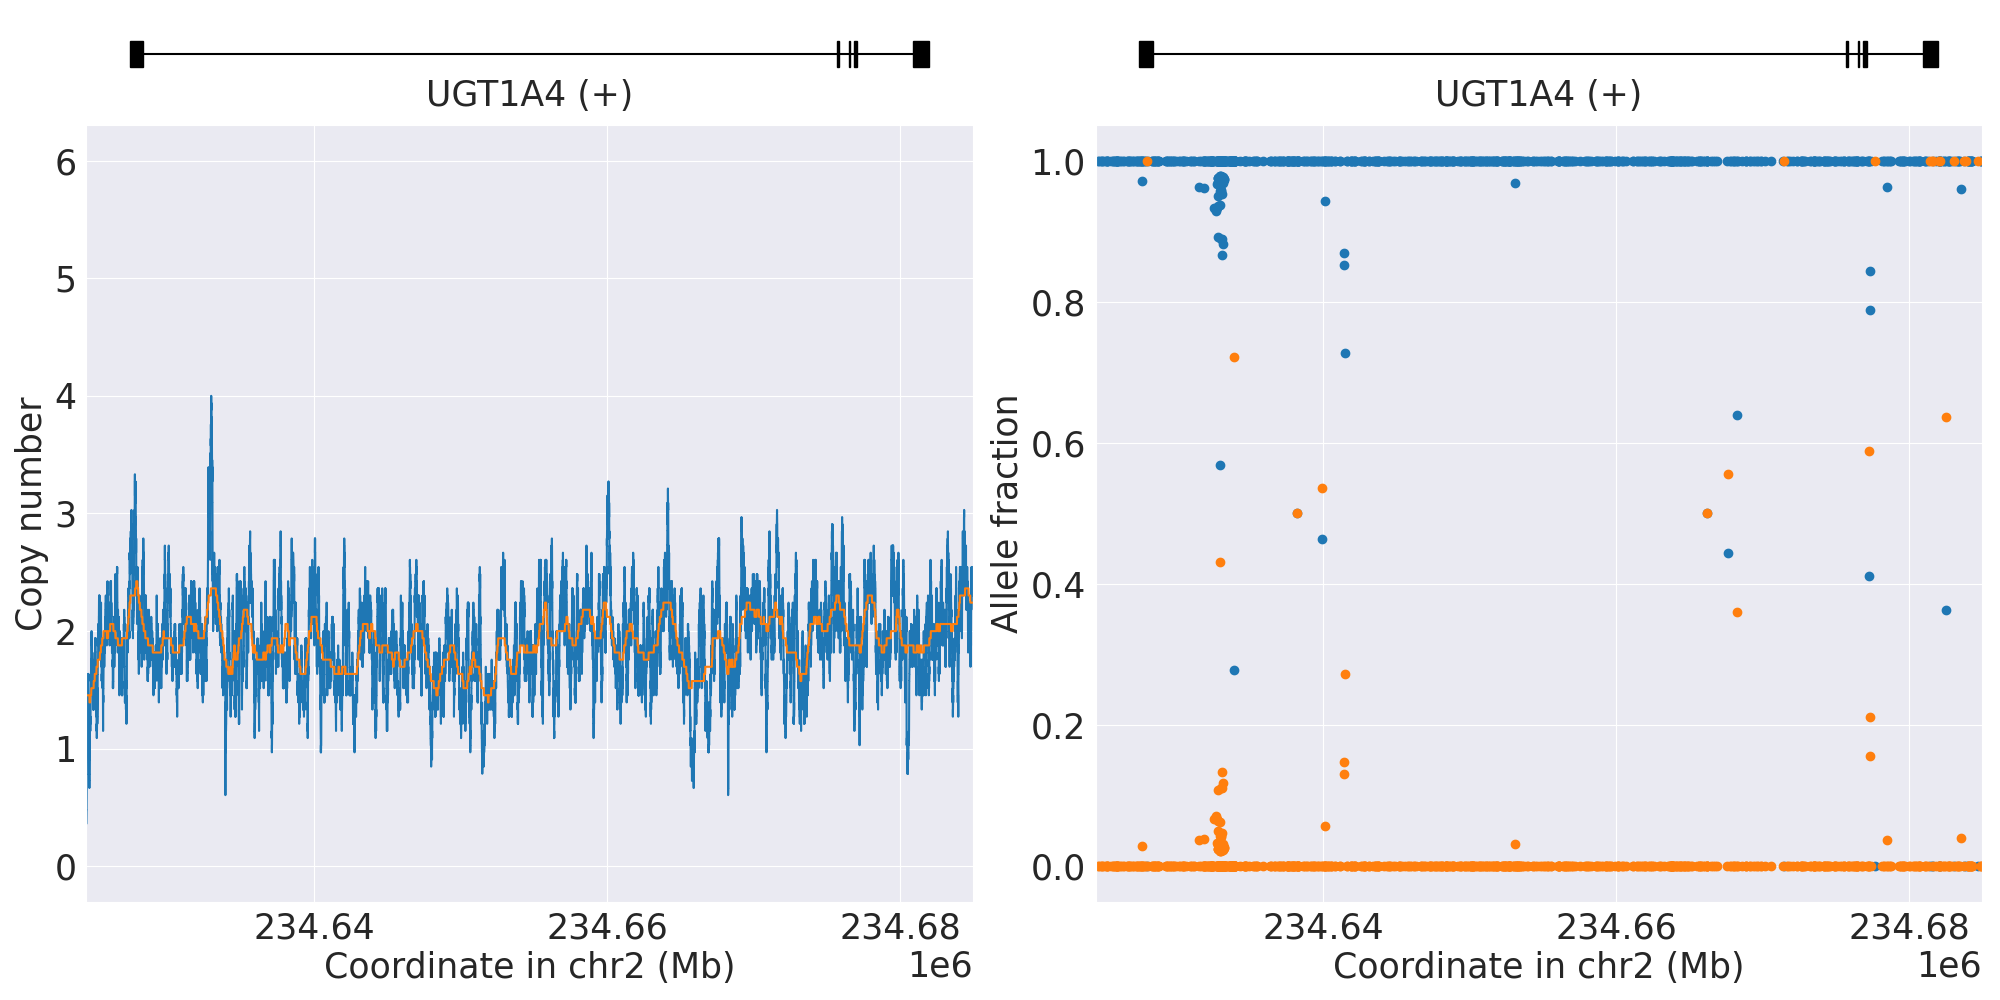 UGT1A4 (+)
6
5
4
3
2
1
0
Copy number
234.64 234.66 234.68
1e6
Coordinate in chr2 (Mb)
UGT1A4 (+)
1.0
0.8
0.6
0.4
0.2
0.0
Allele fraction
234.64 234.66 234.68
1e6
Coordinate in chr2 (Mb)